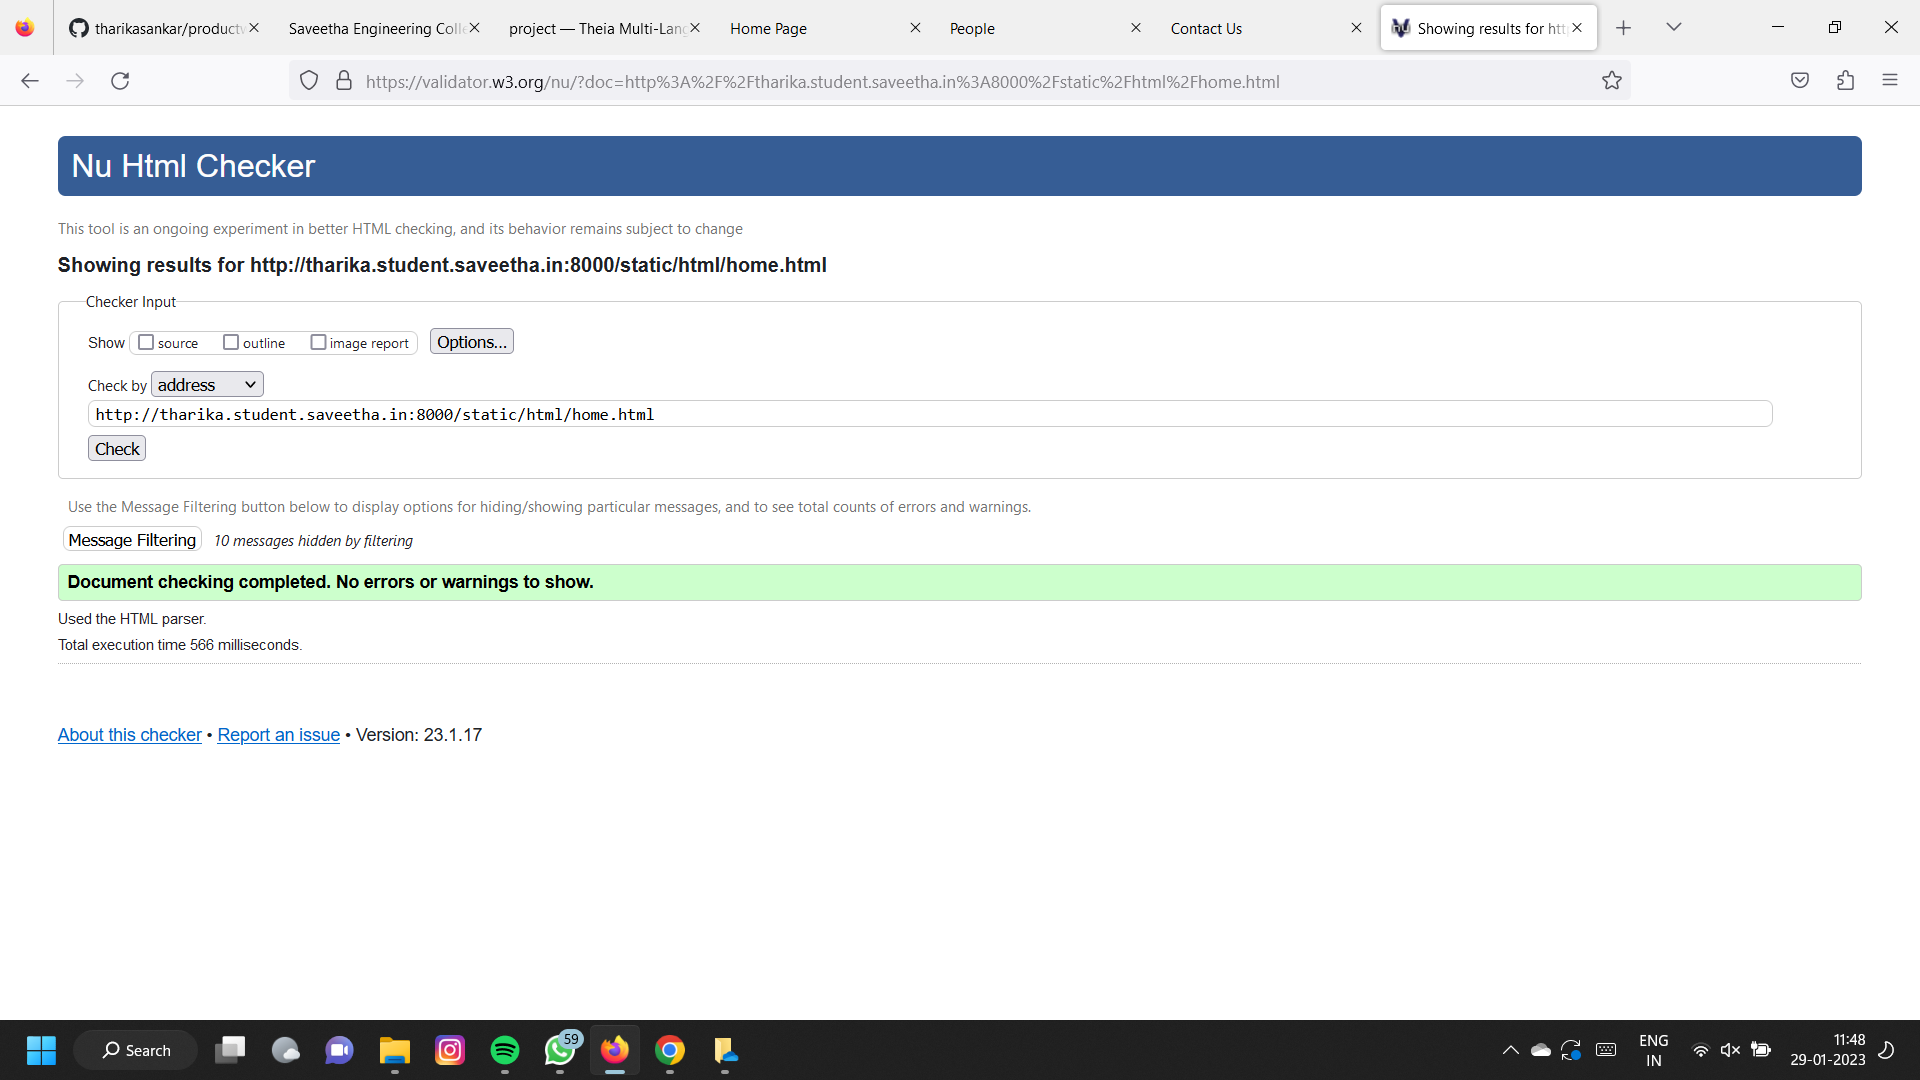 tharikasankar/product
Saveetha Engineering Coll
project — Theia Multi-Lang
Home Page
People
Contact Us
Showing results for htt
https://validator.w3.org/nu/?doc=http%3A%2F%2Ftharika.student.saveetha.in%3A8000%2Fstatic%2Fhtml%2Fhome.html
Nu Html Checker
This tool is an ongoing experiment in better HTML checking, and its behavior remains subject to change
Showing results for http://tharika.student.saveetha.in:8000/static/html/home.html
Checker Input
Show source outline image report Options...
Check by address
http://tharika.student.saveetha.in:8000/static/html/home.html
Check
Use the Message Filtering button below to display options for hiding/showing particular messages, and to see total counts of errors and warnings.
Message Filtering 10 messages hidden by filtering
Document checking completed. No errors or warnings to show.
Used the HTML parser.
Total execution time 566 milliseconds.
About this checker • Report an issue • Version: 23.1.17
Search
59
ENG
IN
11:48
29-01-2023